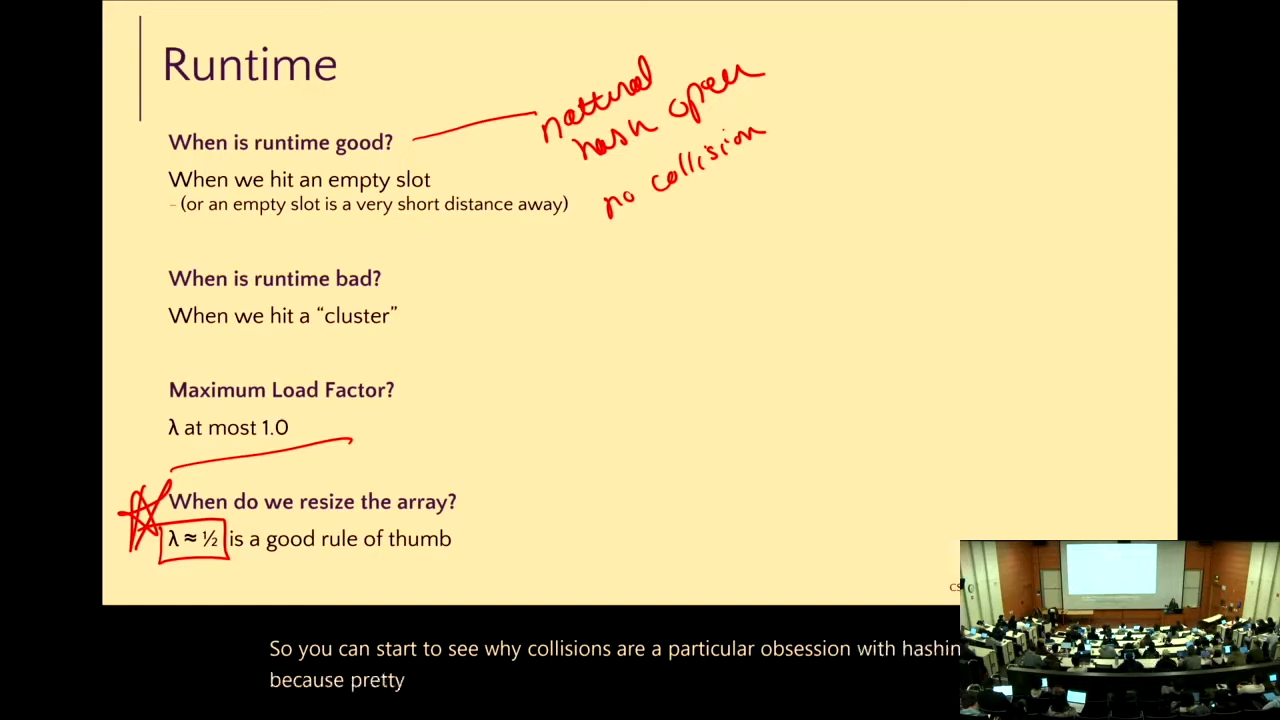 Runtime
When is runtime good?
natural
hash open
no collision
When we hit an empty slot
- (or an empty slot is a very short distance away)
When is runtime bad?
When we hit a “cluster”
Maximum Load Factor?
λ at most 1.0
When do we resize the array?
λ ≈ ½ is a good rule of thumb
CS
So you can start to see why collisions are a particular obsession with hashin
because pretty